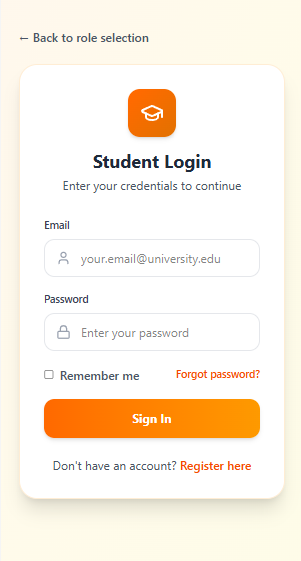 ← Back to role selection
Student Login
Enter your credentials to continue
Email
your.email@university.edu
Password
Enter your password
Remember me Forgot password?
Sign In
Don't have an account? Register here